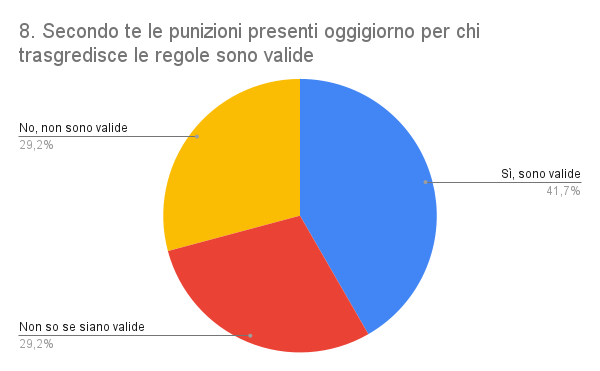 8. Secondo te le punizioni presenti oggigiorno per chi
trasgredisce le regole sono valide
No, non sono valide
29,2%
Sì, sono valide
41,7%
Non so se siano valide
29,2%